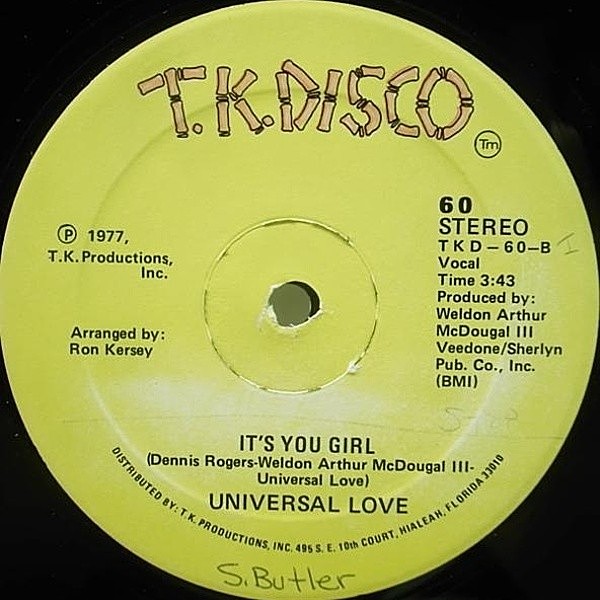 T.K.DISCO
Tm
60
STEREO
TKD-60-B
Vocal
Time 3:43
Produced by:
Weldon Arthur
McDougal III
Veedone/Sherlyn
Pub. Co., Inc.
(BMI)
Ⓟ 1977,
T.K.Productions,
Inc.
Arranged by:
Ron Kersey
IT'S YOU GIRL
(Dennis Rogers-Weldon Arthur McDougal III-
Universal Love)
UNIVERSAL LOVE
DISTRIBUTED BY: T.K. PRODUCTIONS, INC. 495 S. E. 10th COURT, HIALEAH, FLORIDA 33010
S. Butler